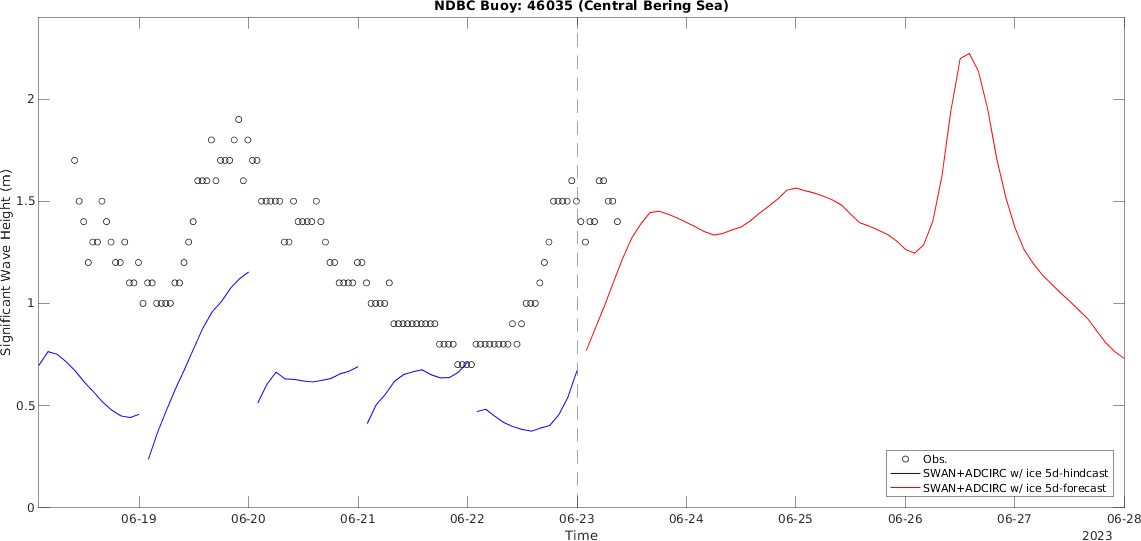 NDBC Buoy: 46035 (Central Bering Sea)
Significant Wave Height (m)
2
1.5
1
0.5
0
Obs.
SWAN+ADCIRC w/ ice 5d-hindcast
SWAN+ADCIRC w/ ice 5d-forecast
06-19 06-20 06-21 06-22 06-23 06-24 06-25 06-26 06-27 06-28
Time
2023